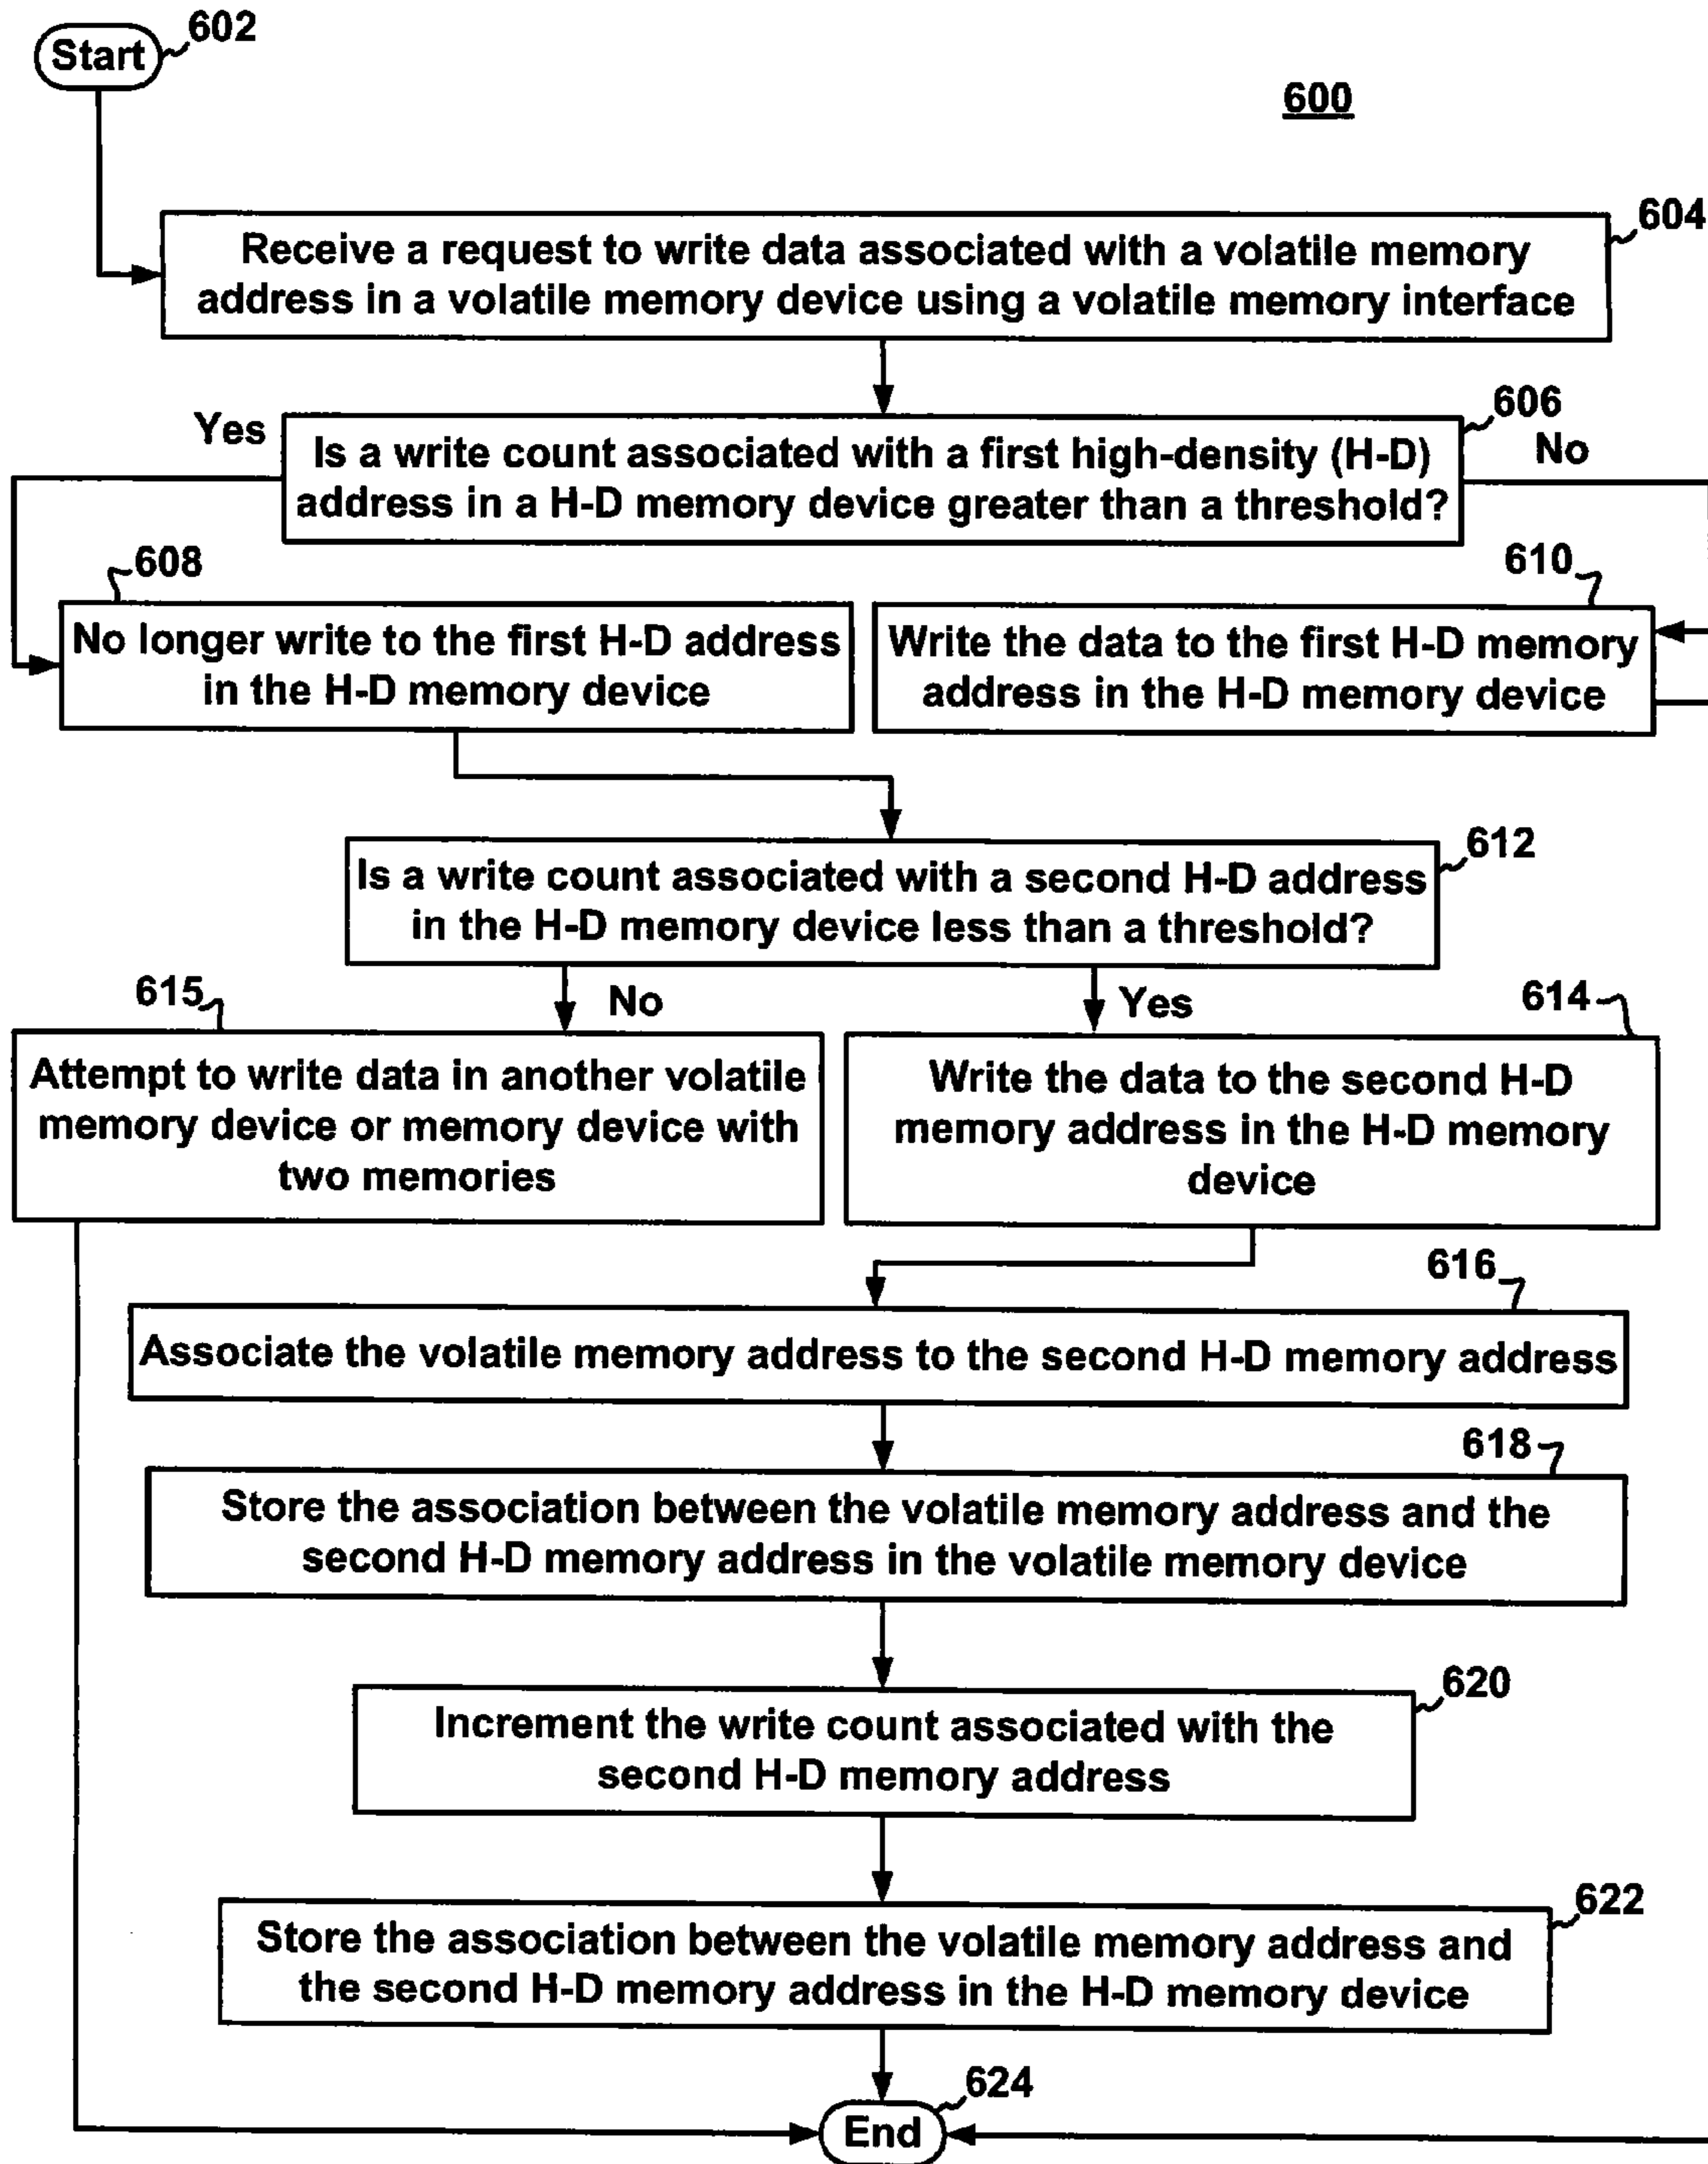 Start
602
600
604
Receive a request to write data associated with a volatile memory
address in a volatile memory device using a volatile memory interface
606
Yes
No
Is a write count associated with a first high-density (H-D)
address in a H-D memory device greater than a threshold?
608
610
No longer write to the first H-D address
in the H-D memory device
Write the data to the first H-D memory
address in the H-D memory device
612
Is a write count associated with a second H-D address
in the H-D memory device less than a threshold?
615
No
Yes
614
Attempt to write data in another volatile
memory device or memory device with
two memories
Write the data to the second H-D
memory address in the H-D memory
device
616
Associate the volatile memory address to the second H-D memory address
618
Store the association between the volatile memory address and the
second H-D memory address in the volatile memory device
620
Increment the write count associated with the
second H-D memory address
622
Store the association between the volatile memory address and
the second H-D memory address in the H-D memory device
624
End